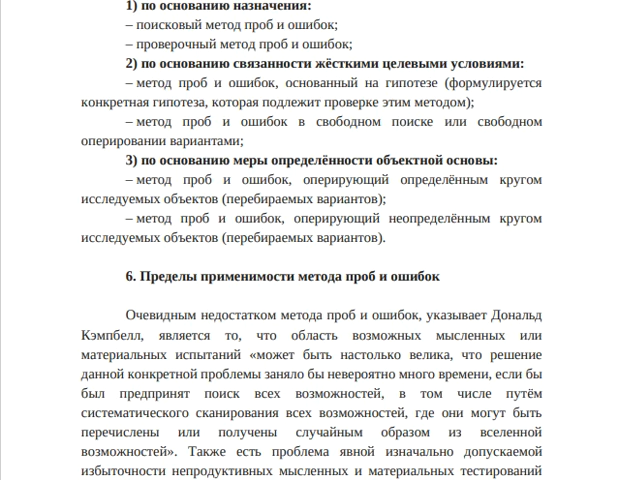 1) по основанию назначения:
– поисковый метод проб и ошибок;
– проверочный метод проб и ошибок;
2) по основанию связанности жёсткими целевыми условиями:
– метод проб и ошибок, основанный на гипотезе (формулируется
конкретная гипотеза, которая подлежит проверке этим методом);
– метод проб и ошибок в свободном поиске или свободном
оперировании вариантами;
3) по основанию меры определённости объектной основы:
– метод проб и ошибок, оперирующий определённым кругом
исследуемых объектов (перебираемых вариантов);
– метод проб и ошибок, оперирующий неопределённым кругом
исследуемых объектов (перебираемых вариантов).
6. Пределы применимости метода проб и ошибок
Очевидным недостатком метода проб и ошибок, указывает Дональд
Кэмпбелл, является то, что область возможных мысленных или
материальных испытаний «может быть настолько велика, что решение
данной конкретной проблемы заняло бы невероятно много времени, если бы
был предпринят поиск всех возможностей, в том числе путём
систематического сканирования всех возможностей, где они могут быть
перечислены или получены случайным образом из вселенной
возможностей». Также есть проблема явной изначально допускаемой
избыточности непродуктивных мысленных и материальных тестирований